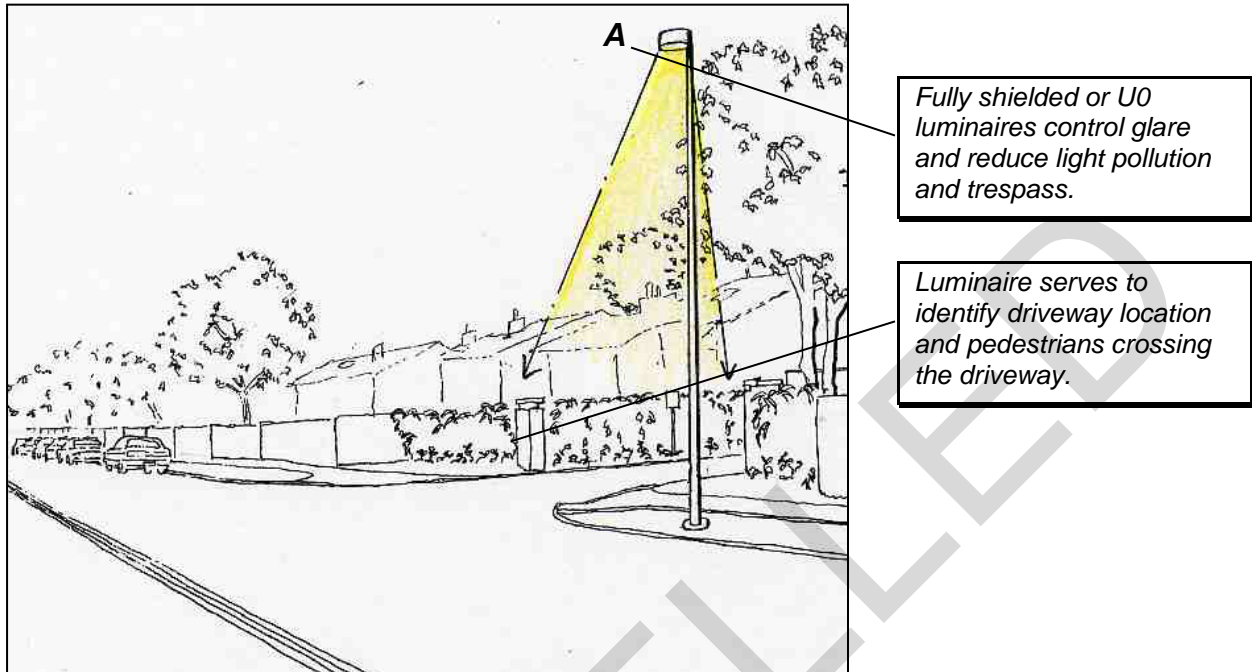 A
Fully shielded or U0
luminaires control glare
and reduce light pollution
and trespass.
Luminaire serves to
identify driveway location
and pedestrians crossing
the driveway.
LLED